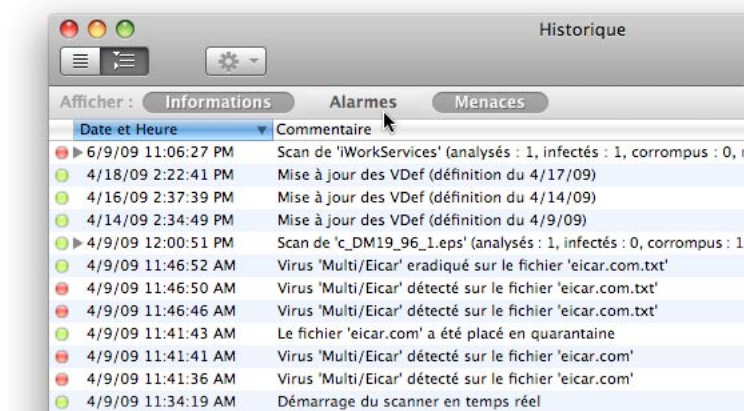 Historique
Afficher : Informations Alarmes Menaces
Date et Heure Commentaire
6/9/09 11:06:27 PM Scan de 'iWorkServices' (analysés : 1, infectés : 1, corrompus : 0,
4/18/09 2:22:41 PM Mise à jour des VDef (définition du 4/17/09)
4/16/09 2:37:39 PM Mise à jour des VDef (définition du 4/14/09)
4/14/09 2:34:49 PM Mise à jour des VDef (définition du 4/9/09)
4/9/09 12:00:51 PM Scan de 'c_DM19_96_1.eps' (analysés : 1, infectés : 0, corrompus : 1
4/9/09 11:46:52 AM Virus 'Multi/Eicar' eradiqué sur le fichier 'eicar.com.txt'
4/9/09 11:46:50 AM Virus 'Multi/Eicar' détecté sur le fichier 'eicar.com.txt'
4/9/09 11:46:46 AM Virus 'Multi/Eicar' détecté sur le fichier 'eicar.com.txt'
4/9/09 11:41:43 AM Le fichier 'eicar.com' a été placé en quarantaine
4/9/09 11:41:41 AM Virus 'Multi/Eicar' détecté sur le fichier 'eicar.com'
4/9/09 11:41:36 AM Virus 'Multi/Eicar' détecté sur le fichier 'eicar.com'
4/9/09 11:34:19 AM Démarrage du scanner en temps réel